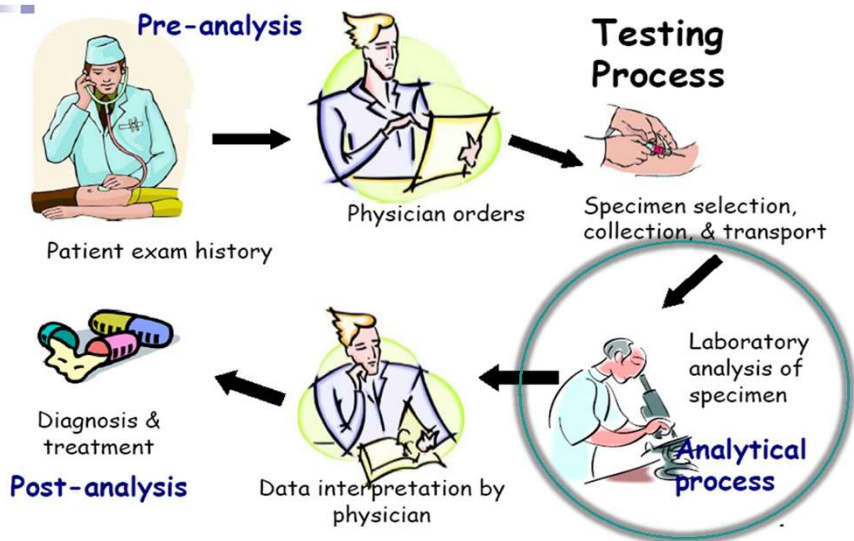 Pre-analysis
Testing
Process
Patient exam history
Physician orders
Specimen selection,
collection, & transport
Laboratory
analysis of
specimen
Analytical
process
Data interpretation by
physician
Diagnosis &
treatment
Post-analysis